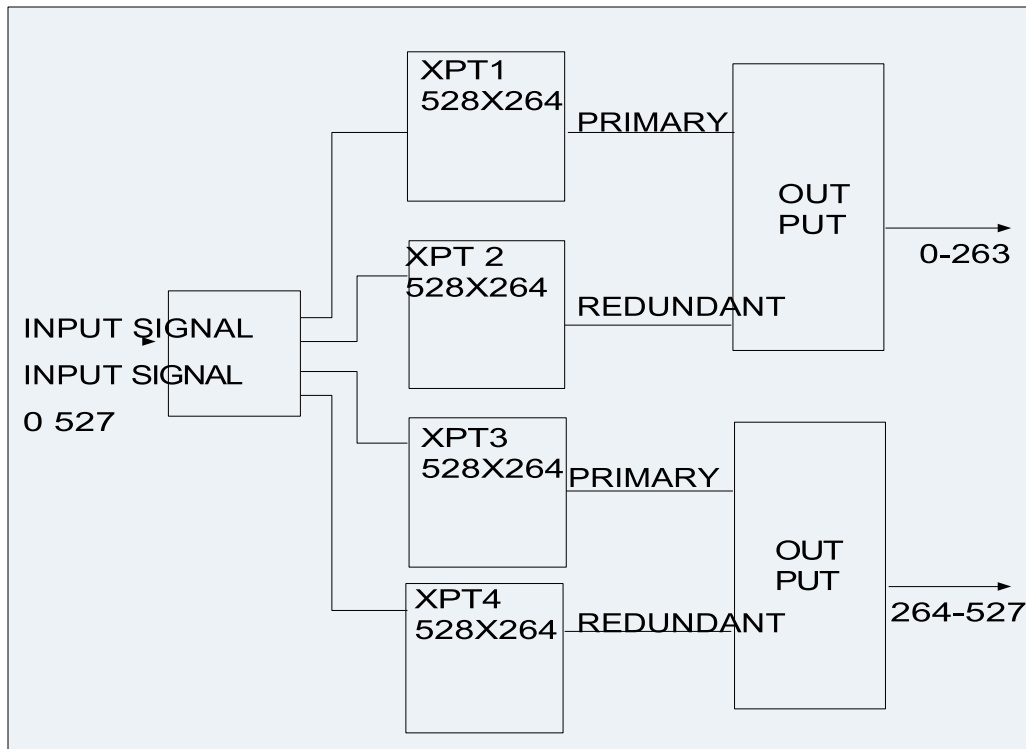 XPT1
528X264
PRIMARY
OUT
PUT
0-263
XPT 2
528X264
REDUNDANT
INPUT SIGNAL
INPUT SIGNAL
0 527
XPT3
528X264
PRIMARY
OUT
PUT
264-527
XPT4
528X264
REDUNDANT